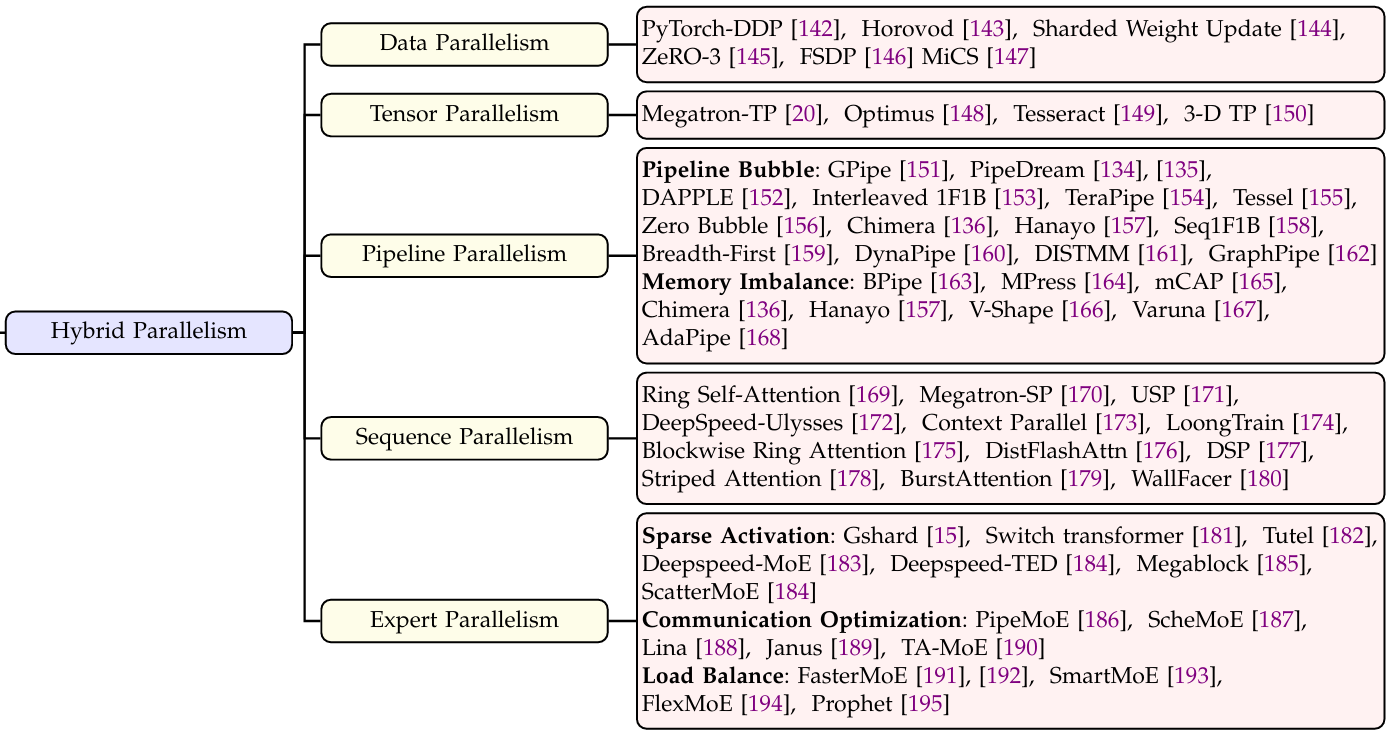 Hybrid Parallelism
Data Parallelism
PyTorch-DDP [142], Horovod [143], Sharded Weight Update [144],
ZeRO-3 [145], FSDP [146] MiCS [147]
Tensor Parallelism
Megatron-TP [20], Optimus [148], Tesseract [149], 3-D TP [150]
Pipeline Parallelism
Pipeline Bubble: GPipe [151], PipeDream [134], [135],
DAPPLE [152], Interleaved 1F1B [153], TeraPipe [154], Tessel [155],
Zero Bubble [156], Chimera [136], Hanayo [157], Seq1F1B [158],
Breadth-First [159], DynaPipe [160], DISTMM [161], GraphPipe [162]
Memory Imbalance: BPipe [163], MPress [164], mCAP [165],
Chimera [136], Hanayo [157], V-Shape [166], Varuna [167],
AdaPipe [168]
Sequence Parallelism
Ring Self-Attention [169], Megatron-SP [170], USP [171],
DeepSpeed-Ulysses [172], Context Parallel [173], LoongTrain [174],
Blockwise Ring Attention [175], DistFlashAttn [176], DSP [177],
Striped Attention [178], BurstAttention [179], WallFacer [180]
Expert Parallelism
Sparse Activation: Gshard [15], Switch transformer [181], Tutel [182],
Deepspeed-MoE [183], Deepspeed-TED [184], Megablock [185],
ScatterMoE [184]
Communication Optimization: PipeMoE [186], ScheMoE [187],
Lina [188], Janus [189], TA-MoE [190]
Load Balance: FasterMoE [191], [192], SmartMoE [193],
FlexMoE [194], Prophet [195]